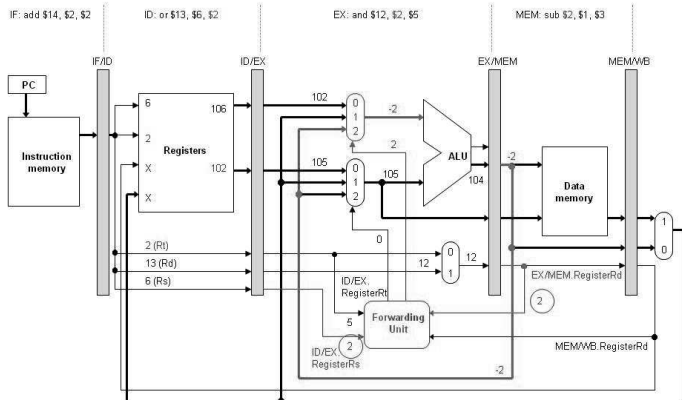 IF: add $14, $2, $2
ID: or $13, $6, $2
EX: and $12, $2, $5
MEM: sub $2, $1, $3
IF/ID
ID/EX
EX/MEM
MEM/WB
PC
Instruction
memory
6
2
X
X
Registers
106
102
102
105
0
1
2
0
1
2
-2
2
105
0
ALU
-2
104
Data
memory
1
0
2 (Rt)
13 (Rd)
6 (Rs)
12
0
1
12
ID/EX.
RegisterRt
EX/MEM.RegisterRd
2
5
Forwarding
Unit
2
ID/EX.
RegisterRs
MEM/WB.RegisterRd
-2